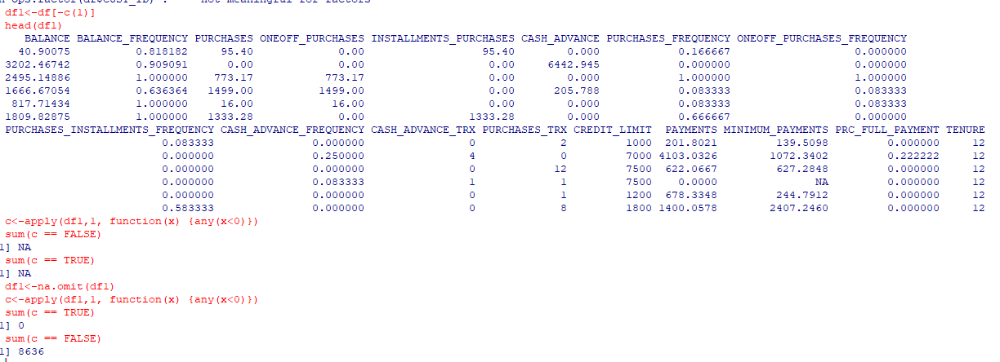 df1<-df[-c(1)]
head(df1)
BALANCE BALANCE_FREQUENCY PURCHASES ONEOFF_PURCHASES INSTALLMENTS_PURCHASES CASH_ADVANCE PURCHASES_FREQUENCY ONEOFF_PURCHASES_FREQUENCY
40.90075 0.818182 95.40 0.00 95.40 0.000 0.166667 0.000000
3202.46742 0.909091 0.00 0.00 0.00 6442.945 0.000000 0.000000
2495.14886 1.000000 773.17 773.17 0.00 0.000 1.000000 1.000000
1666.67054 0.636364 1499.00 1499.00 0.00 205.788 0.083333 0.083333
817.71434 1.000000 16.00 16.00 0.00 0.000 0.083333 0.083333
1809.82875 1.000000 1333.28 0.00 1333.28 0.000 0.666667 0.000000
PURCHASES_INSTALLMENTS_FREQUENCY CASH_ADVANCE_FREQUENCY CASH_ADVANCE_TRX PURCHASES_TRX CREDIT_LIMIT PAYMENTS MINIMUM_PAYMENTS PRC_FULL_PAYMENT TENURE
0.083333 0.000000 0 2 1000 201.8021 139.5098 0.000000 12
0.000000 0.250000 4 0 7000 4103.0326 1072.3402 0.222222 12
0.000000 0.000000 0 12 7500 622.0667 627.2848 0.000000 12
0.000000 0.083333 1 1 7500 0.0000 NA 0.000000 12
0.000000 0.000000 0 1 1200 678.3348 244.7912 0.000000 12
0.583333 0.000000 0 8 1800 1400.0578 2407.2460 0.000000 12
c<-apply(df1,1, function(x) {any(x<0)})
sum(c == FALSE)
1] NA
sum(c == TRUE)
1] NA
df1<-na.omit(df1)
c<-apply(df1,1, function(x) {any(x<0)})
sum(c == TRUE)
1] 0
sum(c == FALSE)
1] 8636